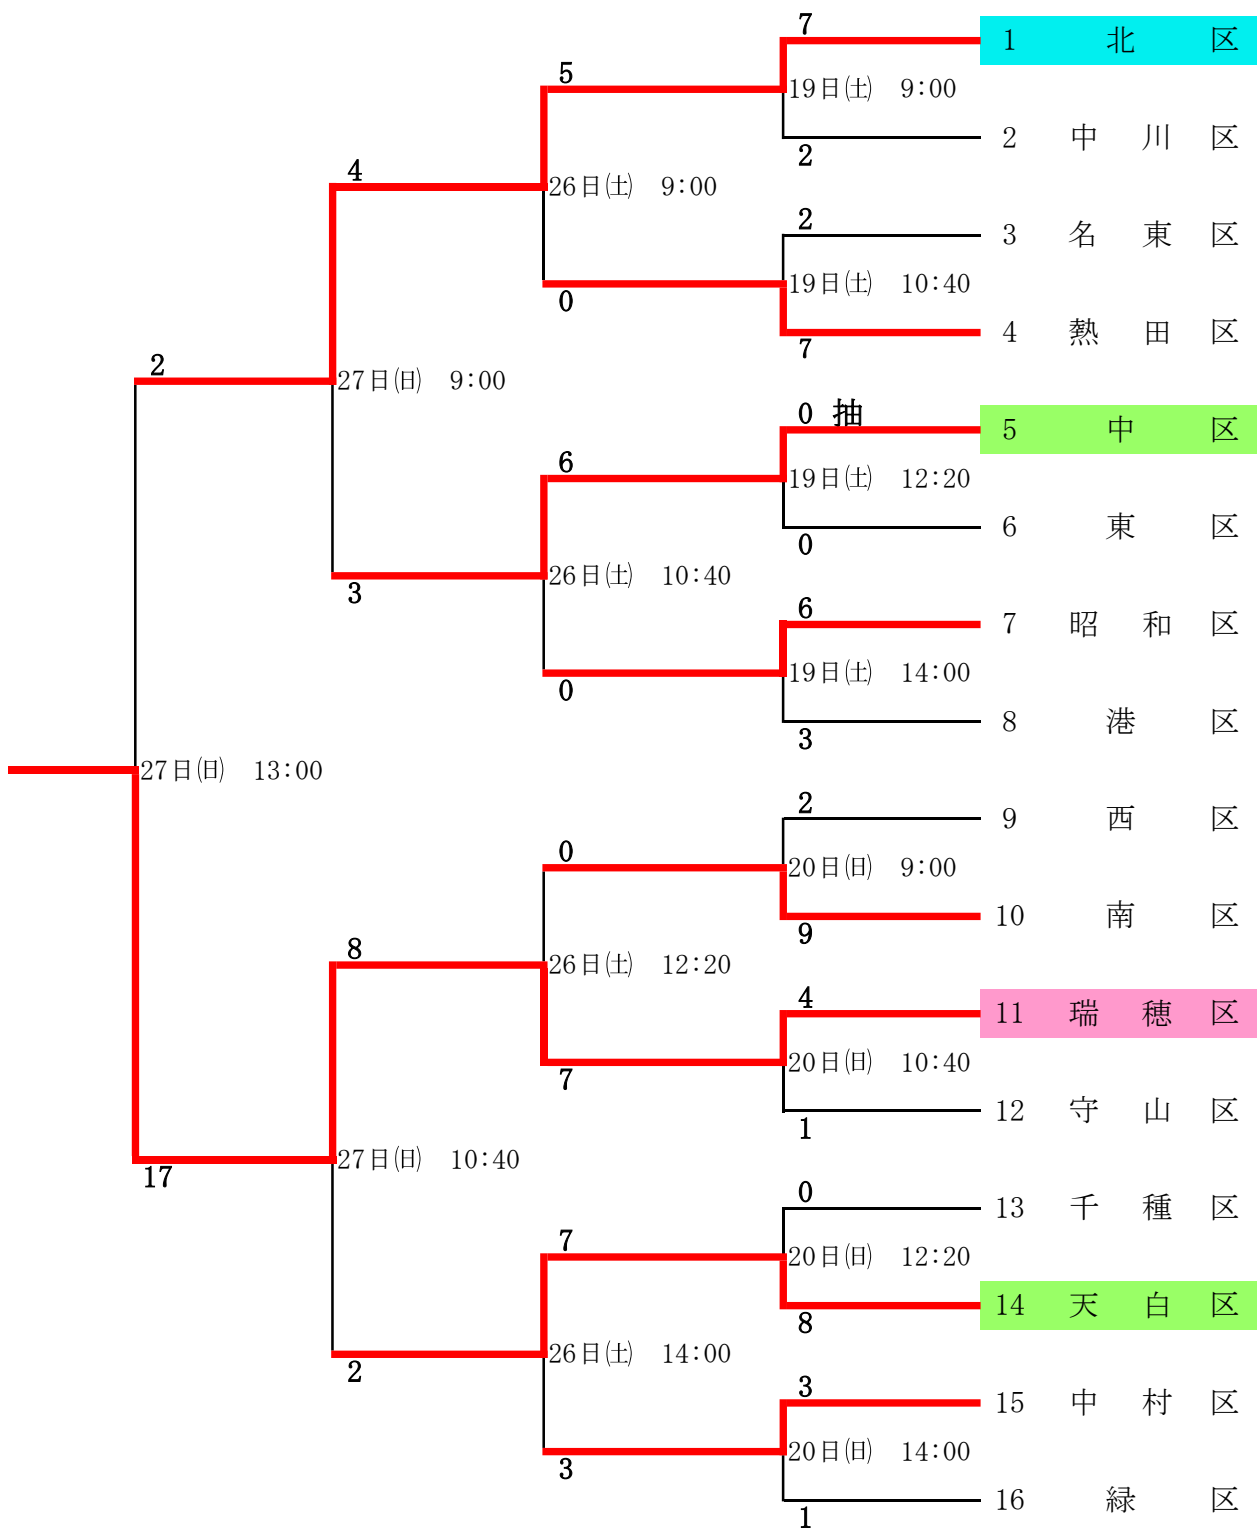 7
1 北 区
5
19日(土) 9:00
2 中 川 区
2
4
26日(土) 9:00
2
3 名 東 区
19日(土) 10:40
0
4 熱 田 区
7
2
27日(日) 9:00
0 抽
5 中 区
6
19日(土) 12:20
6 東 区
0
26日(土) 10:40
3
6
7 昭 和 区
19日(土) 14:00
0
8 港 区
3
27日(日) 13:00
2
9 西 区
0
20日(日) 9:00
10 南 区
9
8
26日(土) 12:20
4
11 瑞 穂 区
20日(日) 10:40
7
12 守 山 区
1
27日(日) 10:40
17
0
13 千 種 区
7
20日(日) 12:20
14 天 白 区
8
26日(土) 14:00
2
3
15 中 村 区
20日(日) 14:00
3
16 緑 区
1